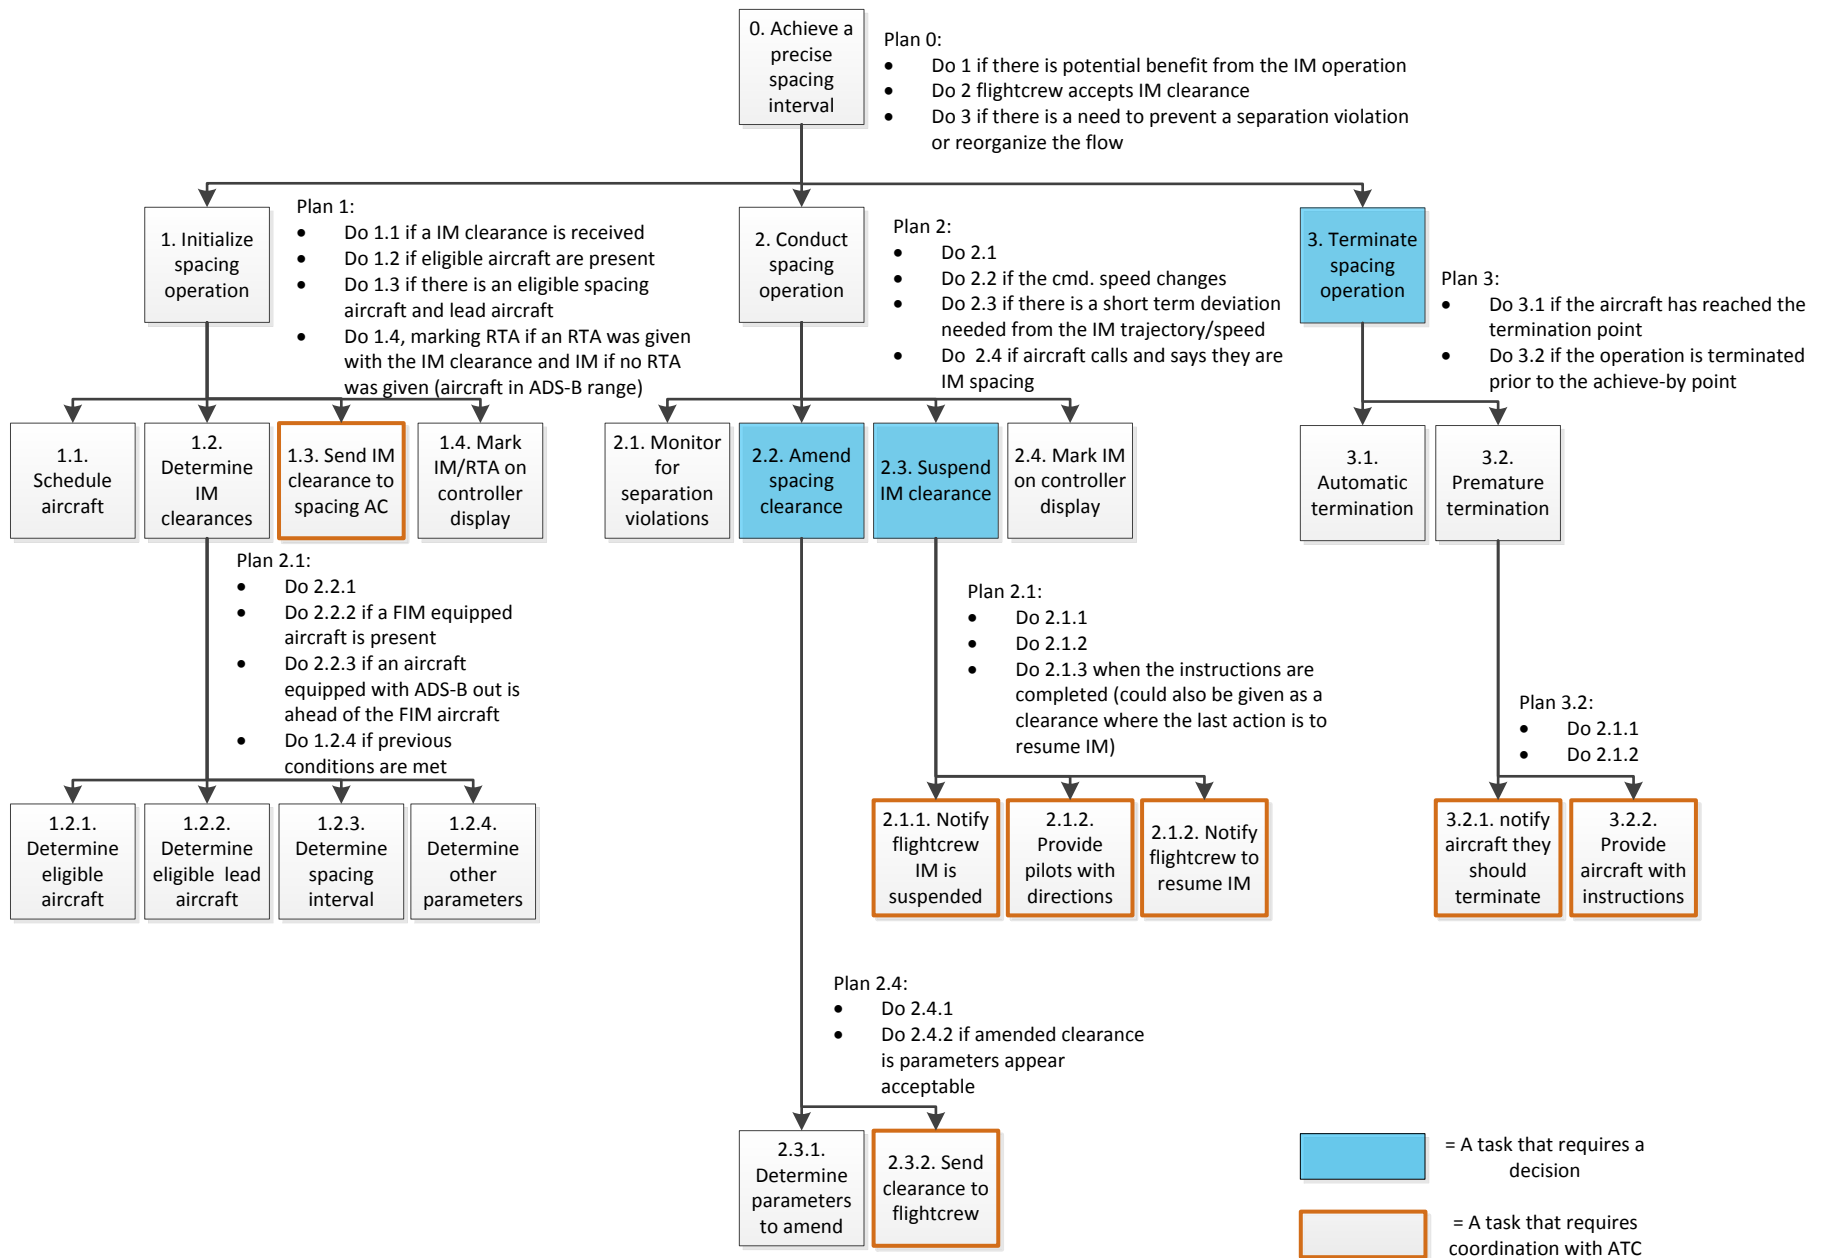 0. Achieve a
precise
spacing
interval
Plan 0:
• Do 1 if there is potential benefit from the IM operation
• Do 2 flightcrew accepts IM clearance
• Do 3 if there is a need to prevent a separation violation
or reorganize the flow
1. Initialize
spacing
operation
Plan 1:
• Do 1.1 if a IM clearance is received
• Do 1.2 if eligible aircraft are present
• Do 1.3 if there is an eligible spacing
aircraft and lead aircraft
• Do 1.4, marking RTA if an RTA was given
with the IM clearance and IM if no RTA
was given (aircraft in ADS-B range)
2. Conduct
spacing
operation
Plan 2:
• Do 2.1
• Do 2.2 if the cmd. speed changes
• Do 2.3 if there is a short term deviation
needed from the IM trajectory/speed
• Do 2.4 if aircraft calls and says they are
IM spacing
3. Terminate
spacing
operation
Plan 3:
• Do 3.1 if the aircraft has reached the
termination point
• Do 3.2 if the operation is terminated
prior to the achieve-by point
1.1.
Schedule
aircraft
1.2.
Determine
IM
clearances
1.3. Send IM
clearance to
spacing AC
1.4. Mark
IM/RTA on
controller
display
2.1. Monitor
for
separation
violations
2.2. Amend
spacing
clearance
2.3. Suspend
IM clearance
2.4. Mark IM
on controller
display
3.1.
Automatic
termination
3.2.
Premature
termination
Plan 2.1:
• Do 2.2.1
• Do 2.2.2 if a FIM equipped
aircraft is present
• Do 2.2.3 if an aircraft
equipped with ADS-B out is
ahead of the FIM aircraft
• Do 1.2.4 if previous
conditions are met
Plan 2.1:
• Do 2.1.1
• Do 2.1.2
• Do 2.1.3 when the instructions are
completed (could also be given as a
clearance where the last action is to
resume IM)
Plan 3.2:
• Do 2.1.1
• Do 2.1.2
1.2.1.
Determine
eligible
aircraft
1.2.2.
Determine
eligible lead
aircraft
1.2.3.
Determine
spacing
interval
1.2.4.
Determine
other
parameters
2.1.1. Notify
flightcrew
IM is
suspended
2.1.2.
Provide
pilots with
directions
2.1.2. Notify
flightcrew to
resume IM
3.2.1. notify
aircraft they
should
terminate
3.2.2.
Provide
aircraft with
instructions
Plan 2.4:
• Do 2.4.1
• Do 2.4.2 if amended clearance
is parameters appear
acceptable
2.3.1.
Determine
parameters
to amend
2.3.2. Send
clearance to
flightcrew
= A task that requires a
decision
= A task that requires
coordination with ATC